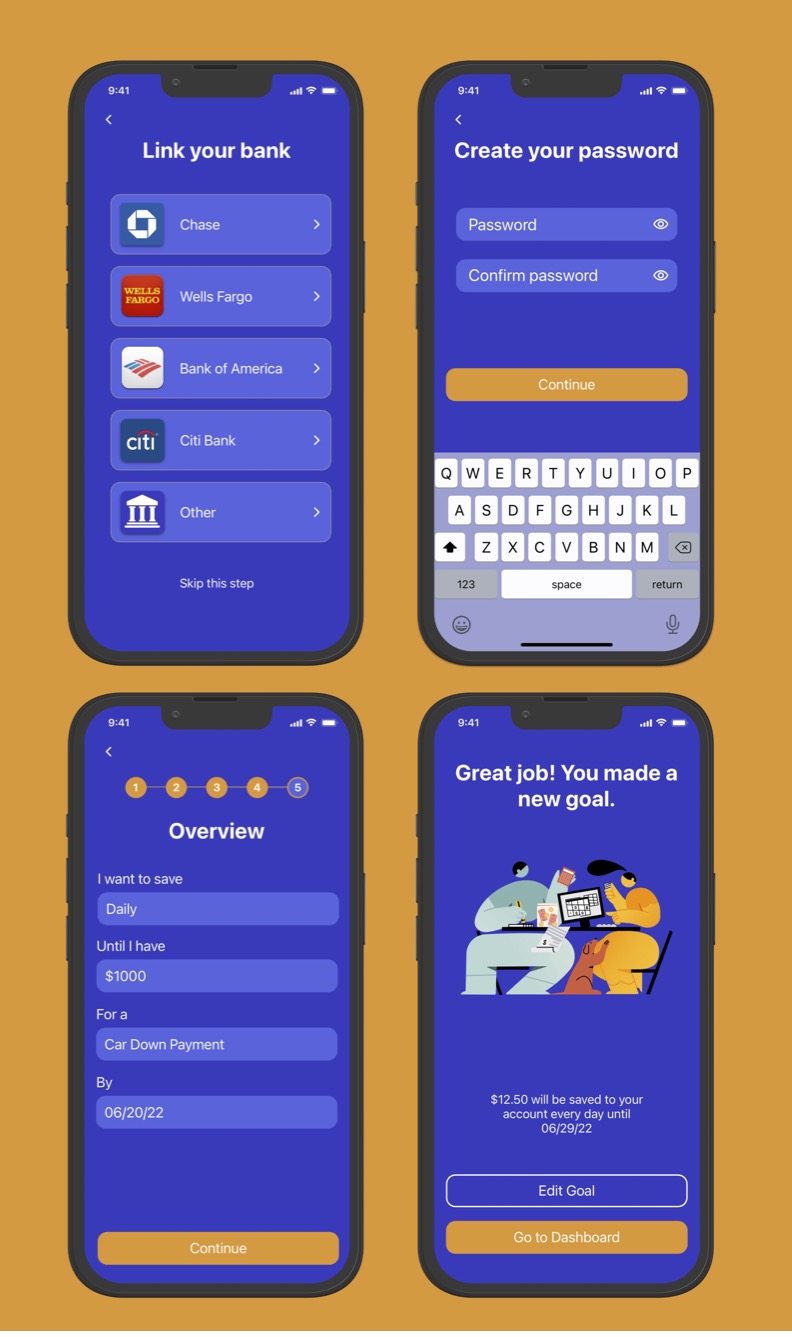 9:41
Link your bank
Chase
WELLS
FARGO
Wells Fargo
Bank of America
citi
Citi Bank
Other
Skip this step
9:41
Create your password
Password
Confirm password
Continue
Q W E R T Y U I O P
A S D F G H J K L
Z X C V B N M
123 space return
9:41
1 2 3 4 5
Overview
I want to save
Daily
Until I have
$1000
For a
Car Down Payment
By
06/20/22
Continue
9:41
Great job! You made a
new goal.
$
$12.50 will be saved to your
account every day until
06/29/22
Edit Goal
Go to Dashboard